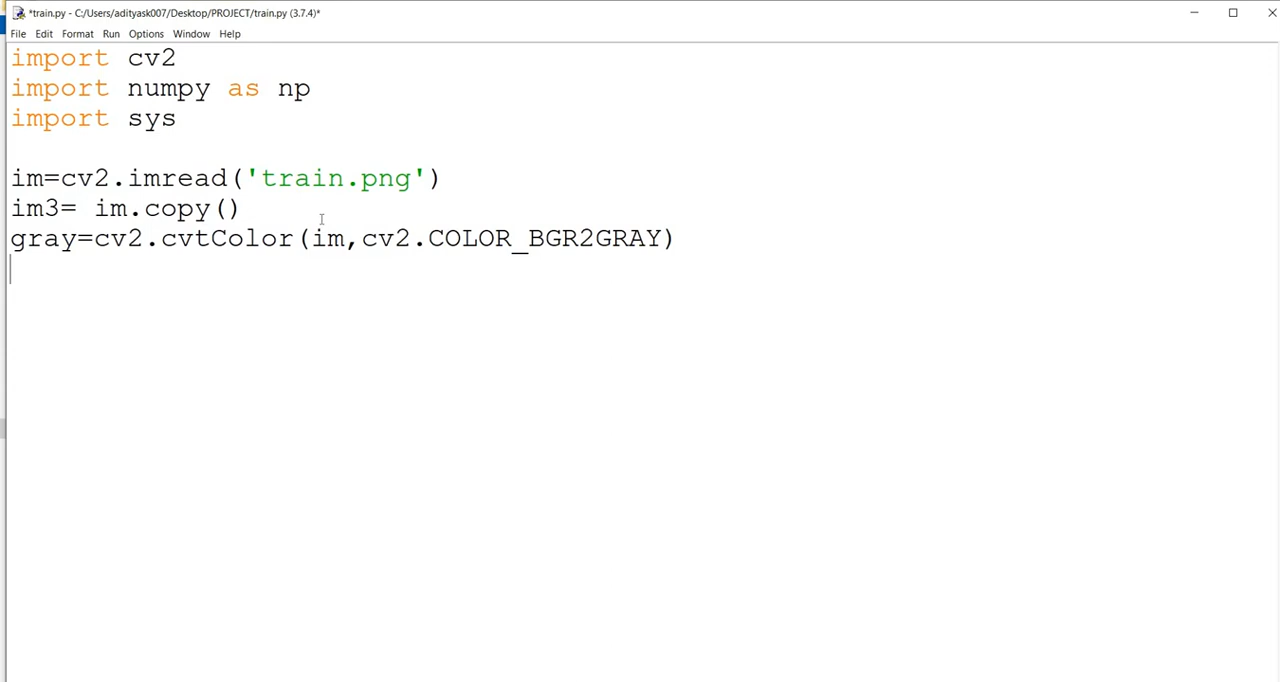 *train.py - C:/Users/adityask007/Desktop/PROJECT/train.py (3.7.4)*
File Edit Format Run Options Window Help
import cv2
import numpy as np
import sys
im=cv2.imread('train.png')
im3= im.copy()
gray=cv2.cvtColor(im,cv2.COLOR_BGR2GRAY)